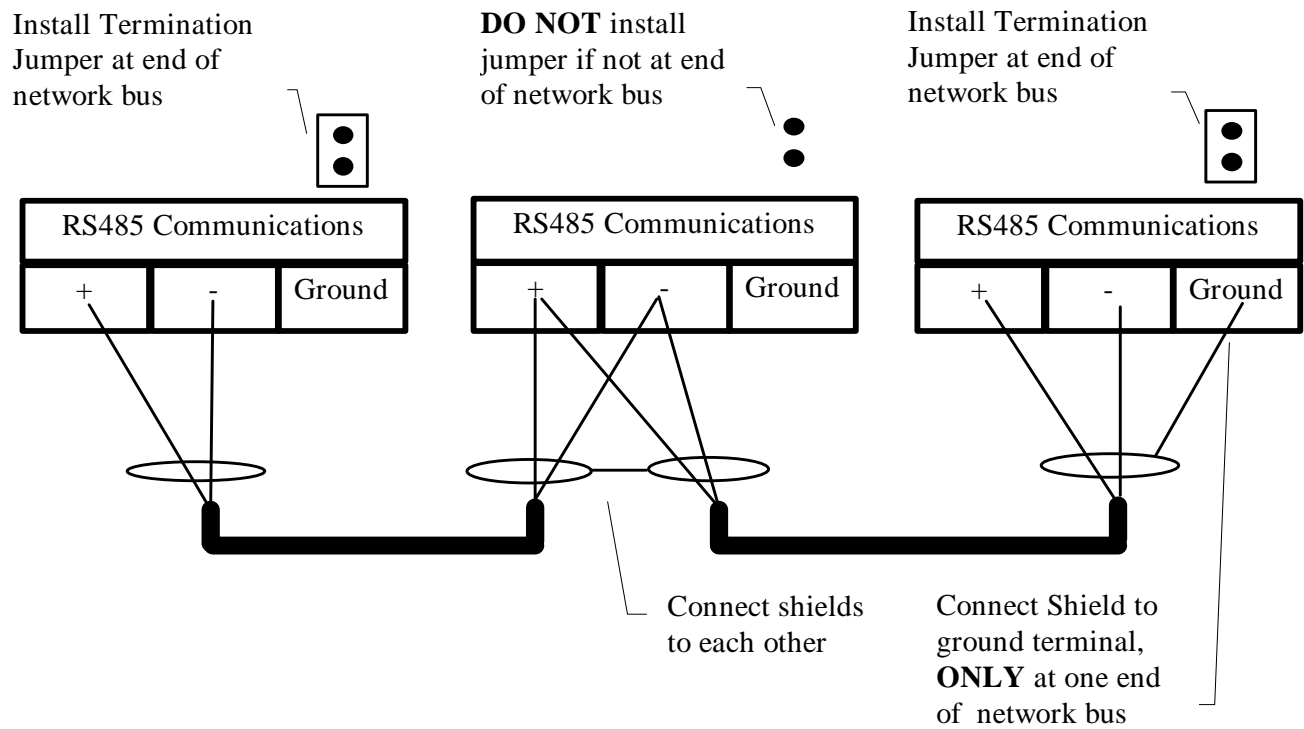 Install Termination
Jumper at end of
network bus
DO NOT install
jumper if not at end
of network bus
Install Termination
Jumper at end of
network bus
RS485 Communications
+ - Ground
RS485 Communications
+ - Ground
RS485 Communications
+ - Ground
Connect shields
to each other
Connect Shield to
ground terminal,
ONLY at one end
of network bus